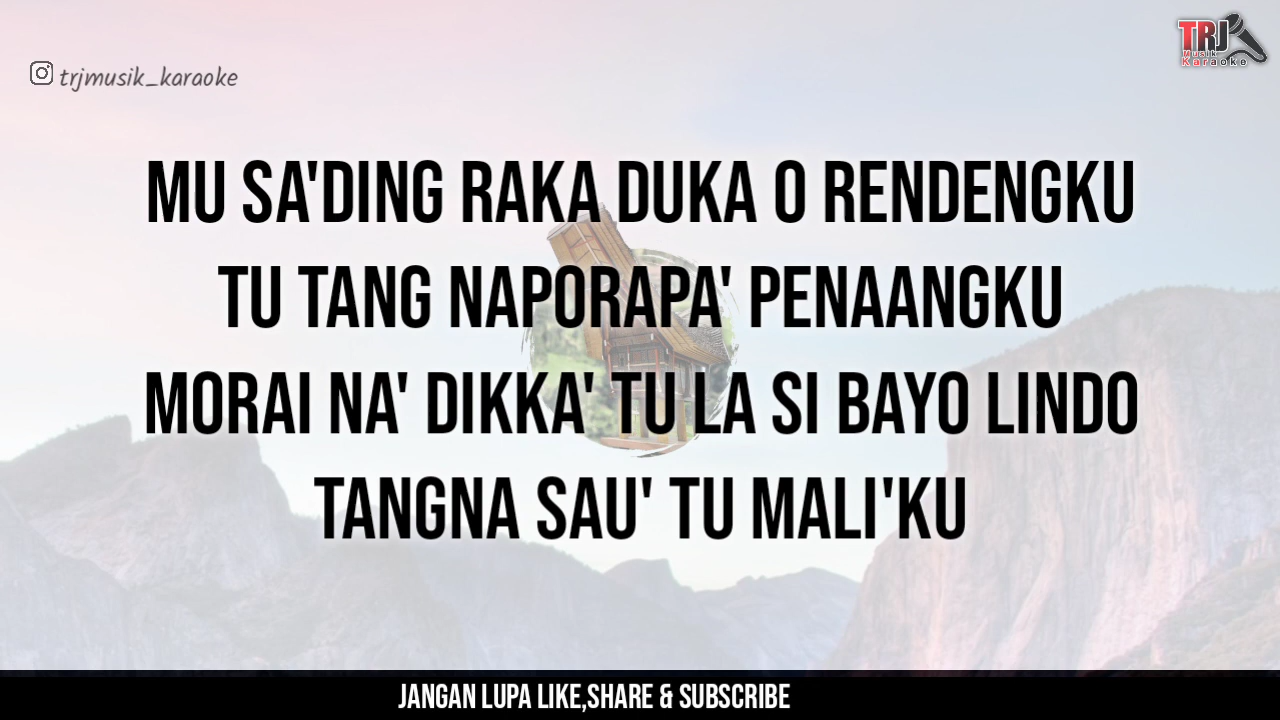 TRJ
Musik
Karaoke
trjmusik_karaoke
MU SA'DING RAKA DUKA O RENDENGKU
TU TANG NAPORAPA' PENAANGKU
MORAI NA' DIKKA' TU LA SI BAYO LINDO
TANGNA SAU' TU MALI'KU
JANGAN LUPA LIKE,SHARE & SUBSCRIBE